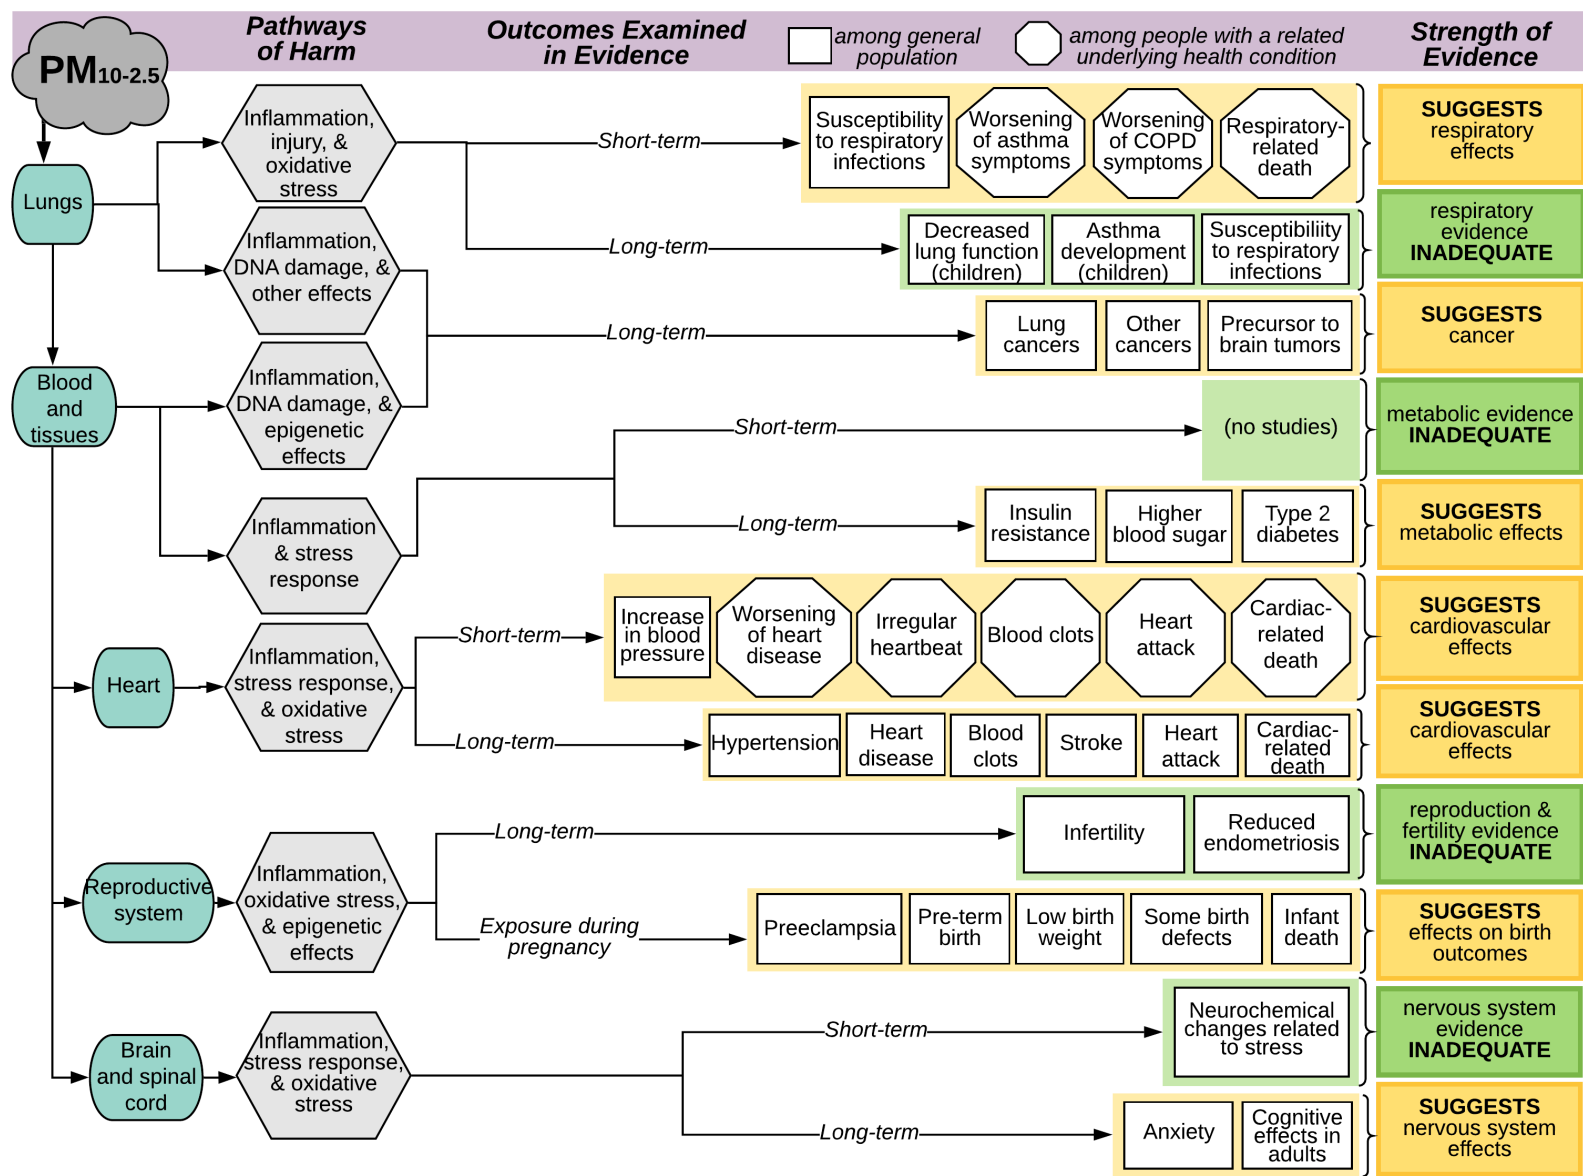 Pathways
of Harm
Outcomes Examined
in Evidence
among general
population
among people with a related
underlying health condition
Strength of
Evidence
PM10-2.5
Lungs
Inflammation,
injury, &
oxidative
stress
Short-term
Susceptibility
to respiratory
infections
Worsening
of asthma
symptoms
Worsening
of COPD
symptoms
Respiratory-
related
death
SUGGESTS
respiratory
effects
Long-term
Decreased
lung function
(children)
Asthma
development
(children)
Susceptibiliity
to respiratory
infections
respiratory
evidence
INADEQUATE
Inflammation,
DNA damage, &
other effects
Long-term
Lung
cancers
Other
cancers
Precursor to
brain tumors
SUGGESTS
cancer
Blood
and
tissues
Inflammation,
DNA damage, &
epigenetic
effects
Short-term
(no studies)
metabolic evidence
INADEQUATE
Inflammation
& stress
response
Long-term
Insulin
resistance
Higher
blood sugar
Type 2
diabetes
SUGGESTS
metabolic effects
Heart
Inflammation,
stress response,
& oxidative
stress
Short-term
Increase
in blood
pressure
Worsening
of heart
disease
Irregular
heartbeat
Blood clots
Heart
attack
Cardiac-
related
death
SUGGESTS
cardiovascular
effects
Long-term
Hypertension
Heart
disease
Blood
clots
Stroke
Heart
attack
Cardiac-
related
death
SUGGESTS
cardiovascular
effects
Reproductive
system
Inflammation,
oxidative stress,
& epigenetic
effects
Long-term
Infertility
Reduced
endometriosis
reproduction &
fertility evidence
INADEQUATE
Exposure during
pregnancy
Preeclampsia
Pre-term
birth
Low birth
weight
Some birth
defects
Infant
death
SUGGESTS
effects on birth
outcomes
Brain
and spinal
cord
Inflammation,
stress response,
& oxidative
stress
Short-term
Neurochemical
changes related
to stress
nervous system
evidence
INADEQUATE
Long-term
Anxiety
Cognitive
effects in
adults
SUGGESTS
nervous system
effects